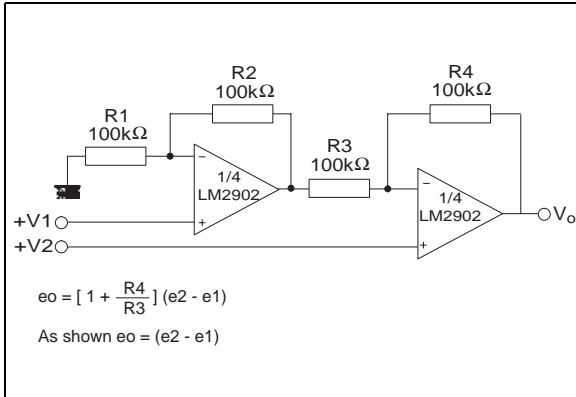 R2
100kΩ
R4
100kΩ
R1
100kΩ
R3
100kΩ
1/4
LM2902
1/4
LM2902
+V1
+V2
Vo
eo = [ 1 + R4/R3 ] (e2 - e1)
As shown eo = (e2 - e1)